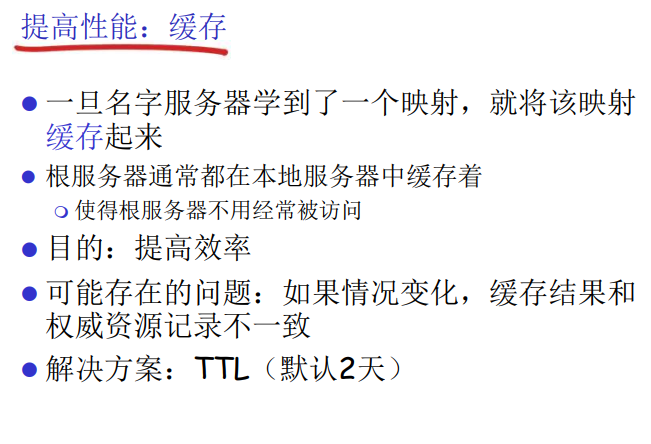 提高性能：缓存
一旦名字服务器学到了一个映射，就将该映射
缓存起来
根服务器通常都在本地服务器中缓存着
使得根服务器不用经常被访问
目的：提高效率
可能存在的问题：如果情况变化，缓存结果和
权威资源记录不一致
解决方案：TTL（默认2天）